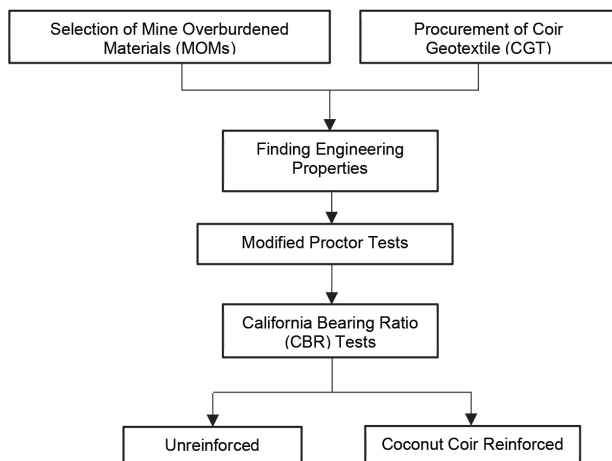 Selection of Mine Overburdened
Materials (MOMs)
Procurement of Coir
Geotextile (CGT)
Finding Engineering
Properties
Modified Proctor Tests
California Bearing Ratio
(CBR) Tests
Unreinforced
Coconut Coir Reinforced